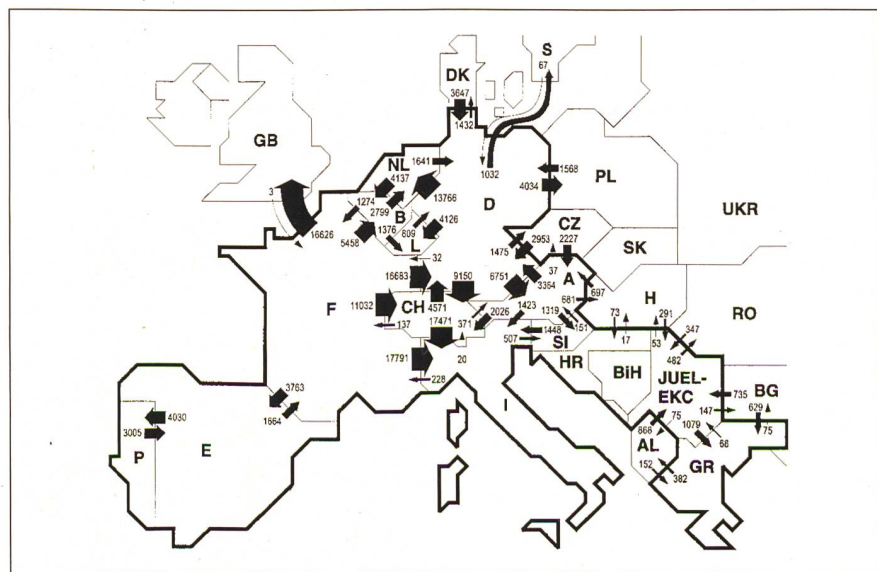 S
67
DK
3647
1432
GB
NL
1641
1032
1568
PL
4137
4034
3
1274
13766
D
2799
B
UKR
16626
1376
809
4126
CZ
5458
L
1475
2953
2227
SK
32
37
A
16683
9150
6751
3364
697
F
11032
CH
4571
681
H
137
17471
371
2026
1423
1319
151
73
291
RO
507
1448
17
53
347
SI
482
17791
20
HR
BiH
JUEL-
EKC
BG
228
735
3763
I
75
147
629
1664
866
1079
75
4030
AL
68
3005
P
E
152
GR
382